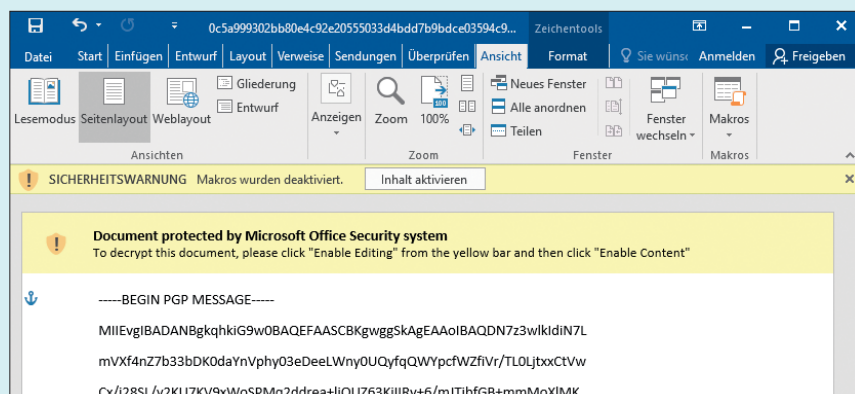 0c5a999302bb80e4c92e20555033d4bdd7b9bdce03594c9... Zeichentools
Datei Start Einfügen Entwurf Layout Verweise Sendungen Überprüfen Ansicht Format Sie wünsc Anmelden Freigeben
Gliederung
Entwurf
Lesemodus Seitenlayout Weblayout
Ansichten
Anzeigen
Zoom 100%
Zoom
Neues Fenster
Alle anordnen
Teilen
Fenster wechseln
Fenster
Makros
Makros
SICHERHEITSWARNUNG Makros wurden deaktiviert. Inhalt aktivieren
Document protected by Microsoft Office Security system
To decrypt this document, please click "Enable Editing" from the yellow bar and then click "Enable Content"
-----BEGIN PGP MESSAGE-----
MIIEvgIBADANBgkqhkiG9w0BAQEFAASCBKgwggSkAgEAAoIBAQDN7z3wlkIdiN7L
mVXf4nZ7b33bDK0daYnVphy03eDeeLWny0UQyfqQWYpcfWZfiVr/TL0LjtxxCtVw